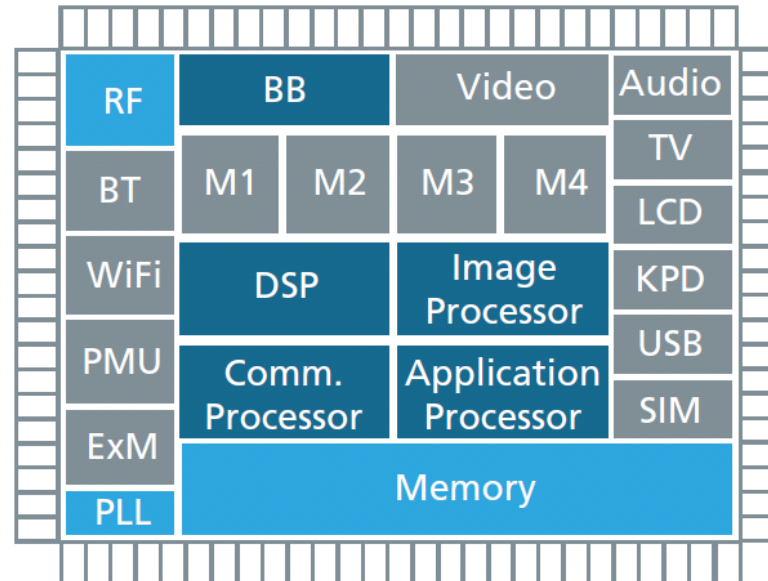 RF
BB
Video
Audio
BT
M1
M2
M3
M4
TV
LCD
WiFi
DSP
Image
Processor
KPD
PMU
Comm.
Processor
Application
Processor
USB
SIM
ExM
PLL
Memory